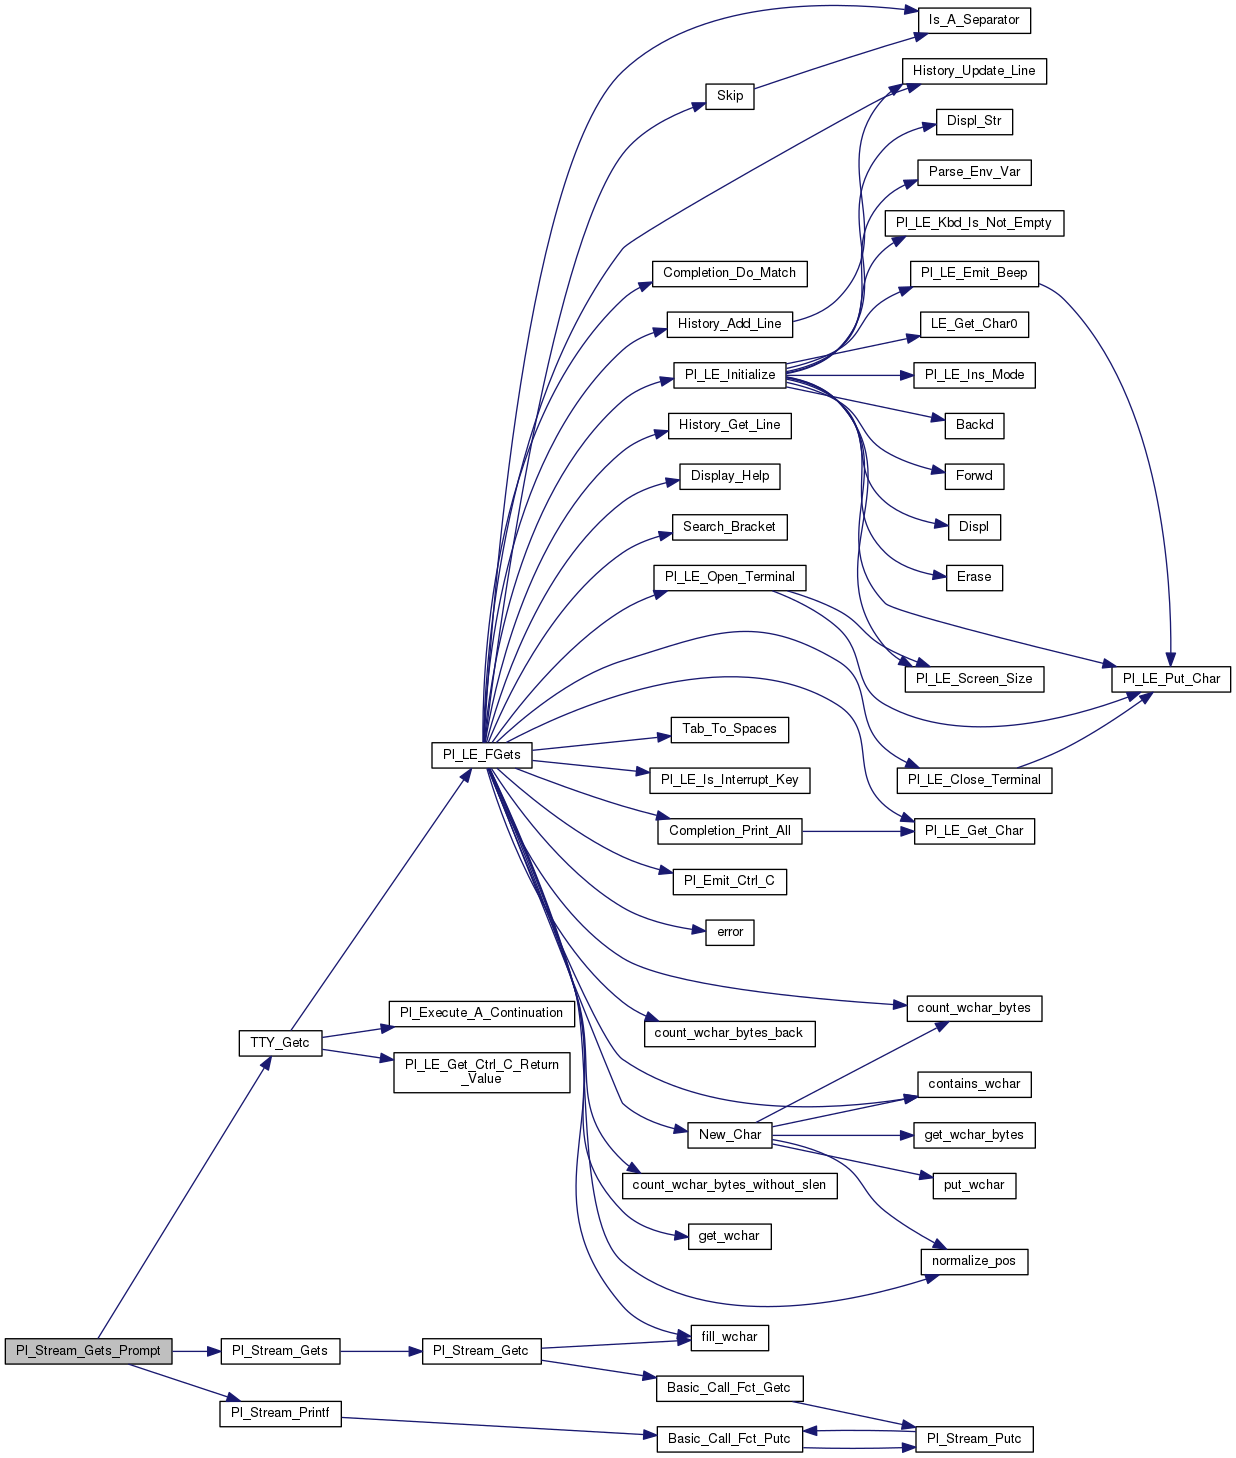 Is_A_Separator
History_Update_Line
Skip
Displ_Str
Parse_Env_Var
Pl_LE_Kbd_Is_Not_Empty
Completion_Do_Match
Pl_LE_Emit_Beep
History_Add_Line
LE_Get_Char0
Pl_LE_Initialize
Pl_LE_Ins_Mode
History_Get_Line
Backd
Display_Help
Forwd
Search_Bracket
Displ
Pl_LE_Open_Terminal
Erase
Pl_LE_Screen_Size
Pl_LE_Put_Char
Tab_To_Spaces
Pl_LE_FGets
Pl_LE_Is_Interrupt_Key
Pl_LE_Close_Terminal
Completion_Print_All
Pl_LE_Get_Char
Pl_Emit_Ctrl_C
error
count_wchar_bytes
Pl_Execute_A_Continuation
count_wchar_bytes_back
TTY_Getc
Pl_LE_Get_Ctrl_C_Return
_Value
contains_wchar
New_Char
get_wchar_bytes
count_wchar_bytes_without_slen
put_wchar
get_wchar
normalize_pos
fill_wchar
Pl_Stream_Gets_Prompt
Pl_Stream_Gets
Pl_Stream_Getc
Basic_Call_Fct_Getc
Pl_Stream_Printf
Basic_Call_Fct_Putc
Pl_Stream_Putc